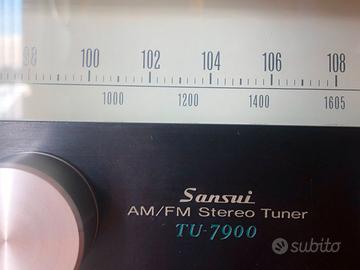 98 100 102 104 106 108
1000 1200 1400 1605
Sansui
AM/FM Stereo Tuner
TU-7900
subito